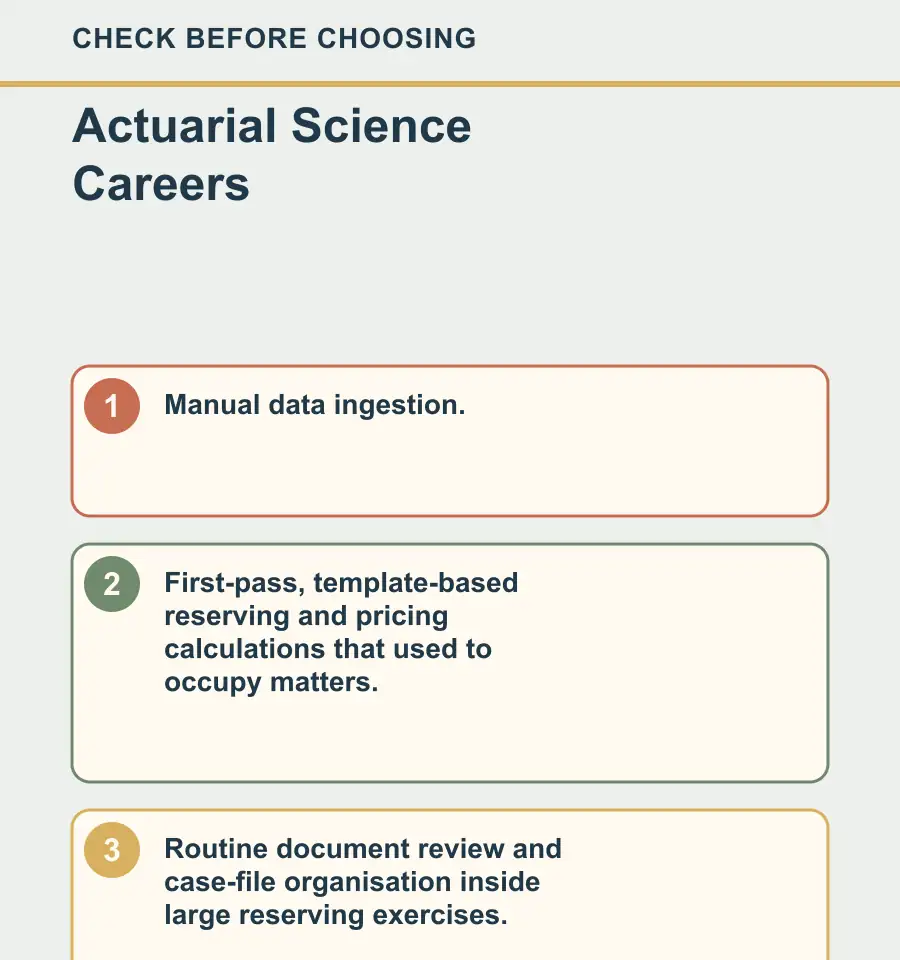 CHECK BEFORE CHOOSING
Actuarial Science
Careers
1
Manual data ingestion.
2
First-pass, template-based
reserving and pricing
calculations that used to
occupy matters.
3
Routine document review and
case-file organisation inside
large reserving exercises.